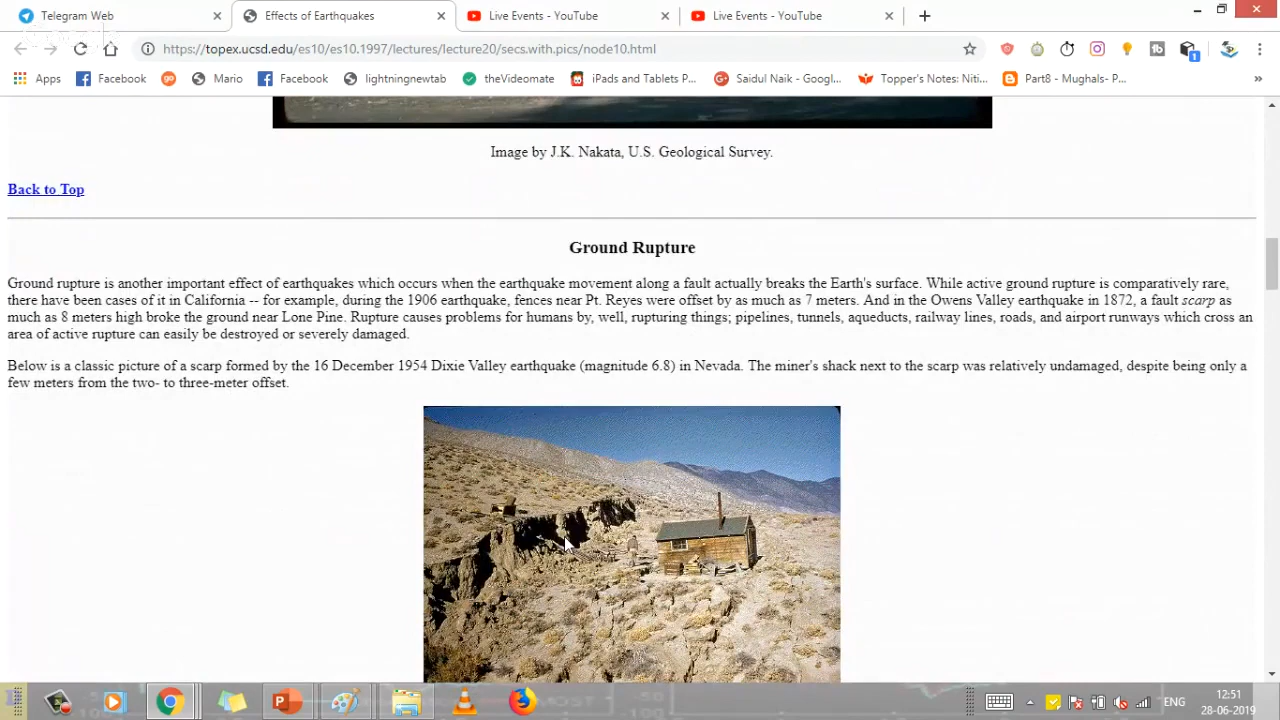 Telegram Web
Effects of Earthquakes
Live Events - YouTube
Live Events - YouTube
https://topex.ucsd.edu/es10/es10.1997/lectures/lecture20/secs.with.pics/node10.html
Apps
Facebook
Mario
Facebook
lightningnewtab
theVideomate
iPads and Tablets P...
Saidul Naik - Googl...
Topper's Notes: Niti...
Part8 - Mughals- P...
Image by J.K. Nakata, U.S. Geological Survey.
Back to Top
Ground Rupture
Ground rupture is another important effect of earthquakes which occurs when the earthquake movement along a fault actually breaks the Earth's surface. While active ground rupture is comparatively rare,
there have been cases of it in California -- for example, during the 1906 earthquake, fences near Pt. Reyes were offset by as much as 7 meters. And in the Owens Valley earthquake in 1872, a fault scarp as
much as 8 meters high broke the ground near Lone Pine. Rupture causes problems for humans by, well, rupturing things; pipelines, tunnels, aqueducts, railway lines, roads, and airport runways which cross an
area of active rupture can easily be destroyed or severely damaged.
Below is a classic picture of a scarp formed by the 16 December 1954 Dixie Valley earthquake (magnitude 6.8) in Nevada. The miner's shack next to the scarp was relatively undamaged, despite being only a
few meters from the two- to three-meter offset.
ENG
12:51
28-06-2019